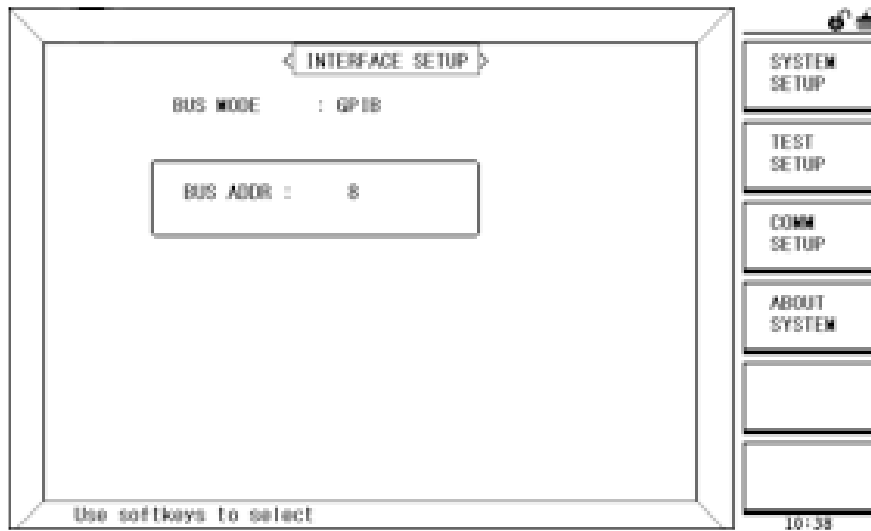 INTERFACE SETUP
BUS MODE : GPIB
BUS ADDR : 8
Use softkeys to select
SYSTEM
SETUP
TEST
SETUP
COMM
SETUP
ABOUT
SYSTEM
10:38